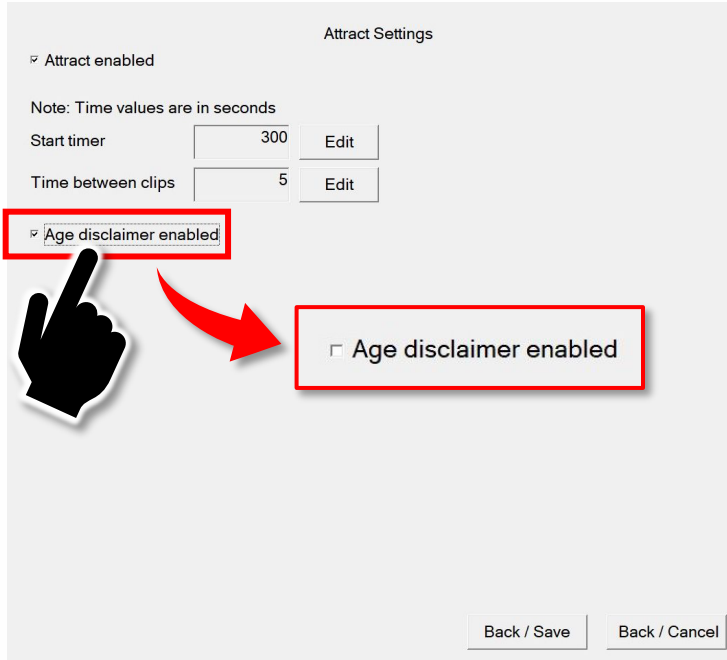 Attract Settings
Attract enabled
Note: Time values are in seconds
Start timer 300 Edit
Time between clips 5 Edit
Age disclaimer enabled
Age disclaimer enabled
Back / Save Back / Cancel